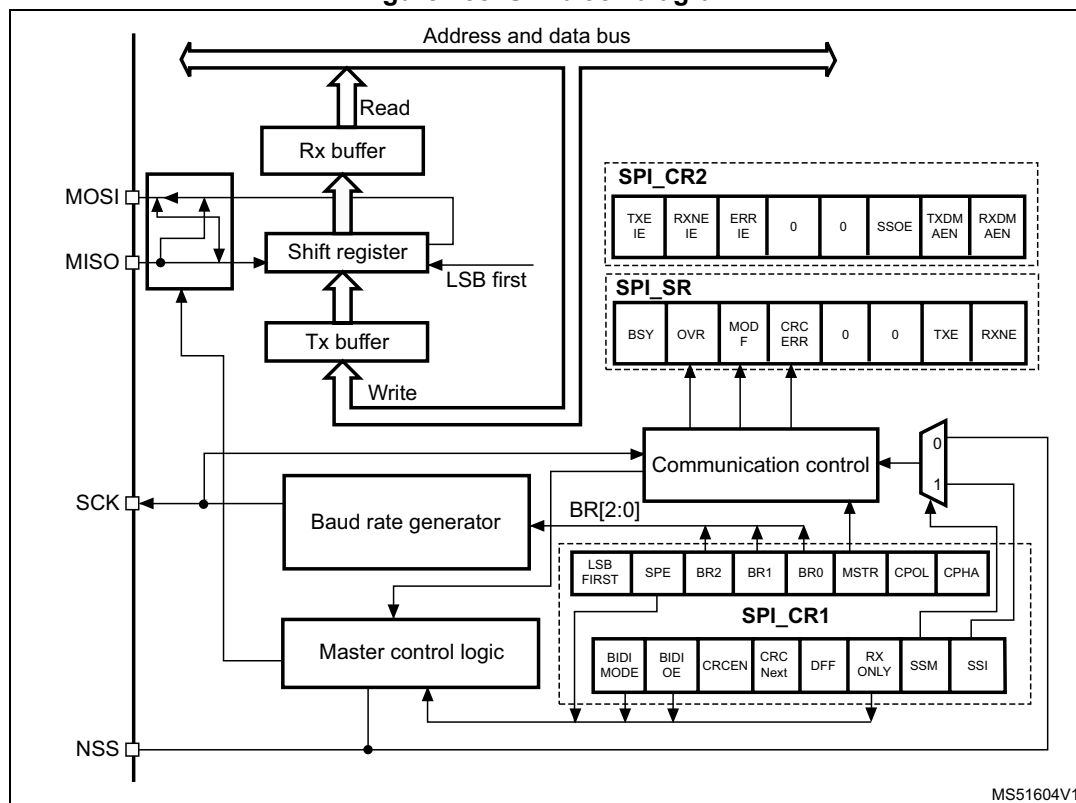 Address and data bus
Read
Rx buffer
MOSI
MISO
Shift register
LSB first
Tx buffer
Write
SPI_CR2
TXE
IE
RXNE
IE
ERR
IE
0
0
SSOE
TXDM
AEN
RXDM
AEN
SPI_SR
BSY
OVR
MOD
F
CRC
ERR
0
0
TXE
RXNE
Communication control
0
1
SCK
Baud rate generator
BR[2:0]
LSB
FIRST
SPE
BR2
BR1
BR0
MSTR
CPOL
CPHA
SPI_CR1
Master control logic
BIDI
MODE
BIDI
OE
CRCEN
CRC
Next
DFF
RX
ONLY
SSM
SSI
NSS
MS51604V1